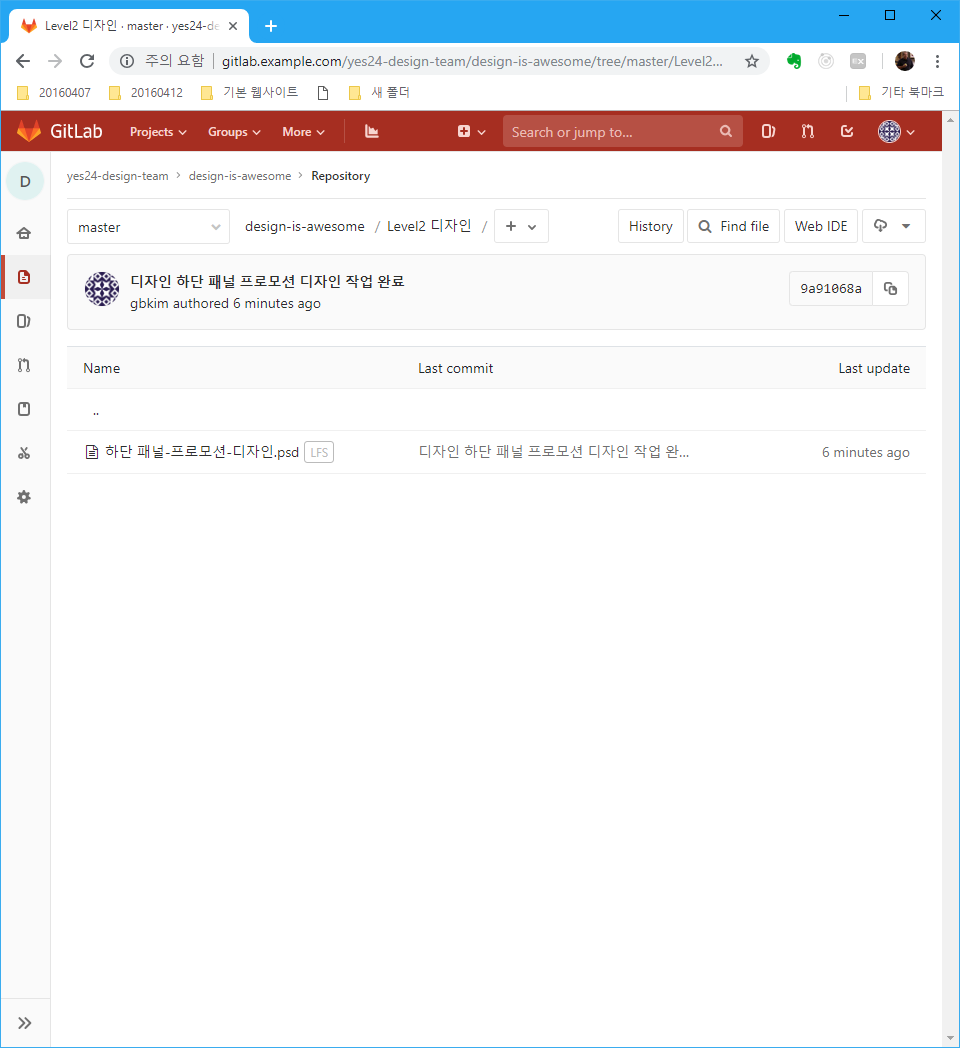 Level2 디자인 · master · yes24-de
주의 요함 gitlab.example.com/yes24-design-team/design-is-awesome/tree/master/Level2...
20160407 20160412 기본 웹사이트 새 폴더 기타 북마크
GitLab Projects Groups More Search or jump to...
D
yes24-design-team › design-is-awesome › Repository
master design-is-awesome / Level2 디자인 / + History Find file Web IDE
디자인 하단 패널 프로모션 디자인 작업 완료
gbkim authored 6 minutes ago
9a91068a
Name Last commit Last update
..
하단 패널-프로모션-디자인.psd LFS 디자인 하단 패널 프로모션 디자인 작업 완... 6 minutes ago